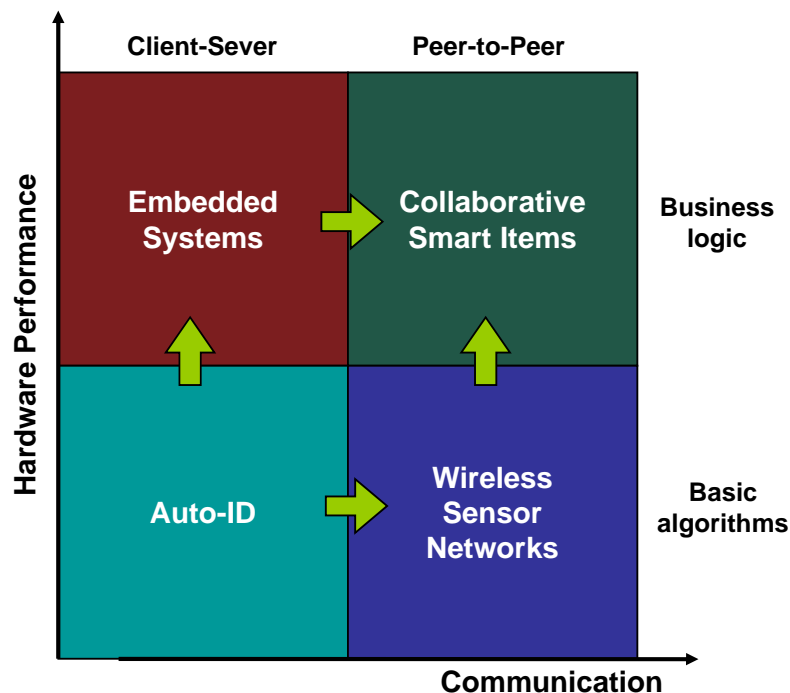 Client-Sever
Peer-to-Peer
Hardware Performance
Embedded
Systems
Collaborative
Smart Items
Business
logic
Auto-ID
Wireless
Sensor
Networks
Basic
algorithms
Communication